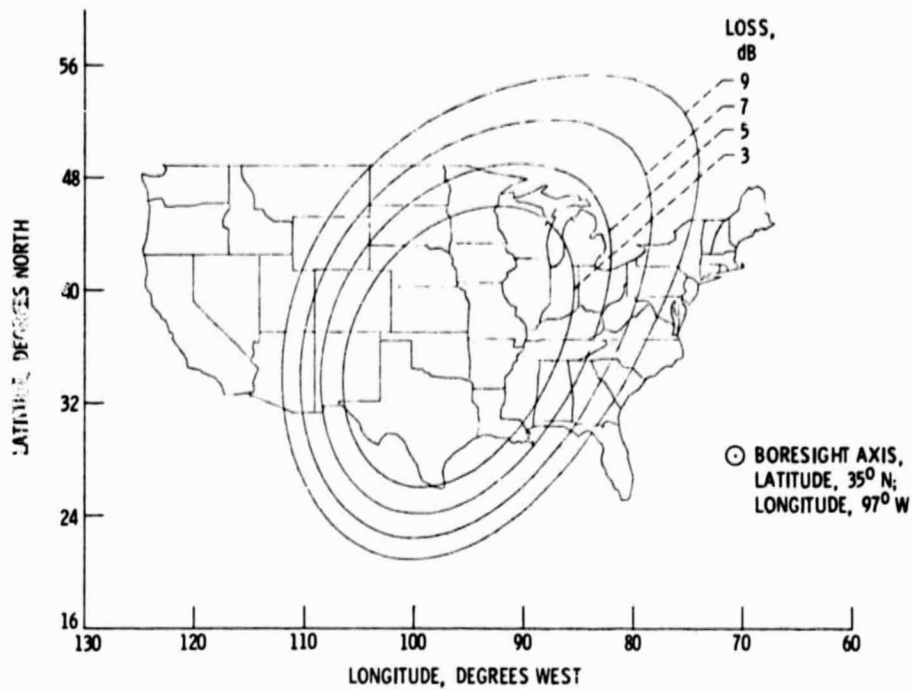 LOSS,
dB
9
7
5
3
56
48
40
32
24
16
LATITUDE, DEGREES NORTH
BORESIGHT AXIS,
LATITUDE, 35° N;
LONGITUDE, 97° W
130
120
110
100
90
80
70
60
LONGITUDE, DEGREES WEST